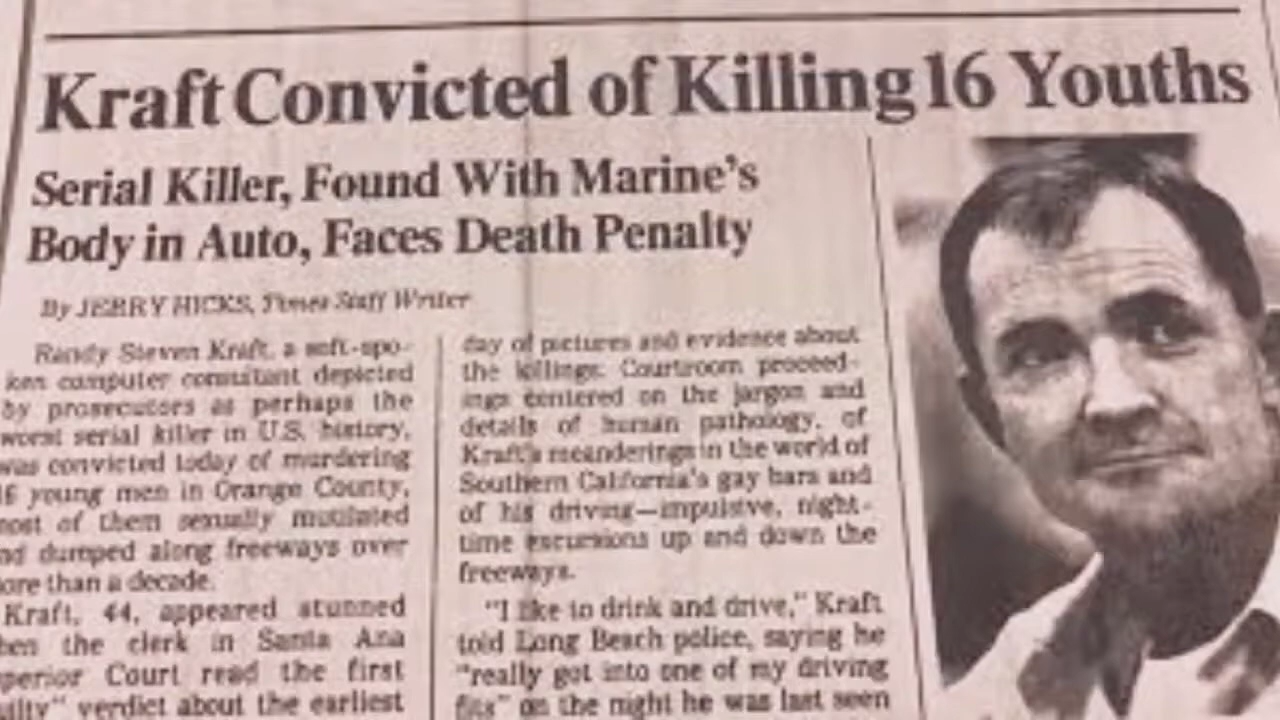 Kraft Convicted of Killing 16 Youths
Serial Killer, Found With Marine's
Body in Auto, Faces Death Penalty
By JERRY HICKS, Times Staff Writer
Randy Steven Kraft, a soft-spo-
ken computer consultant depicted
by prosecutors as perhaps the
worst serial killer in U.S. history,
was convicted today of murdering
16 young men in Orange County,
most of them sexually mutilated
nd dumped along freeways over
ore than a decade.
Kraft, 44, appeared stunned
hen the clerk in Santa Ana
perior Court read the first
uilty" verdict about the earliest
day of pictures and evidence about
the killings. Courtroom proceed-
ings centered on the jargon and
details of human pathology, of
Kraft's meanderings in the world of
Southern California's gay bars and
of his driving—impulsive, night-
time excursions up and down the
freeways.
"I like to drink and drive," Kraft
told Long Beach police, saying he
"really got into one of my driving
fits" on the night he was last seen